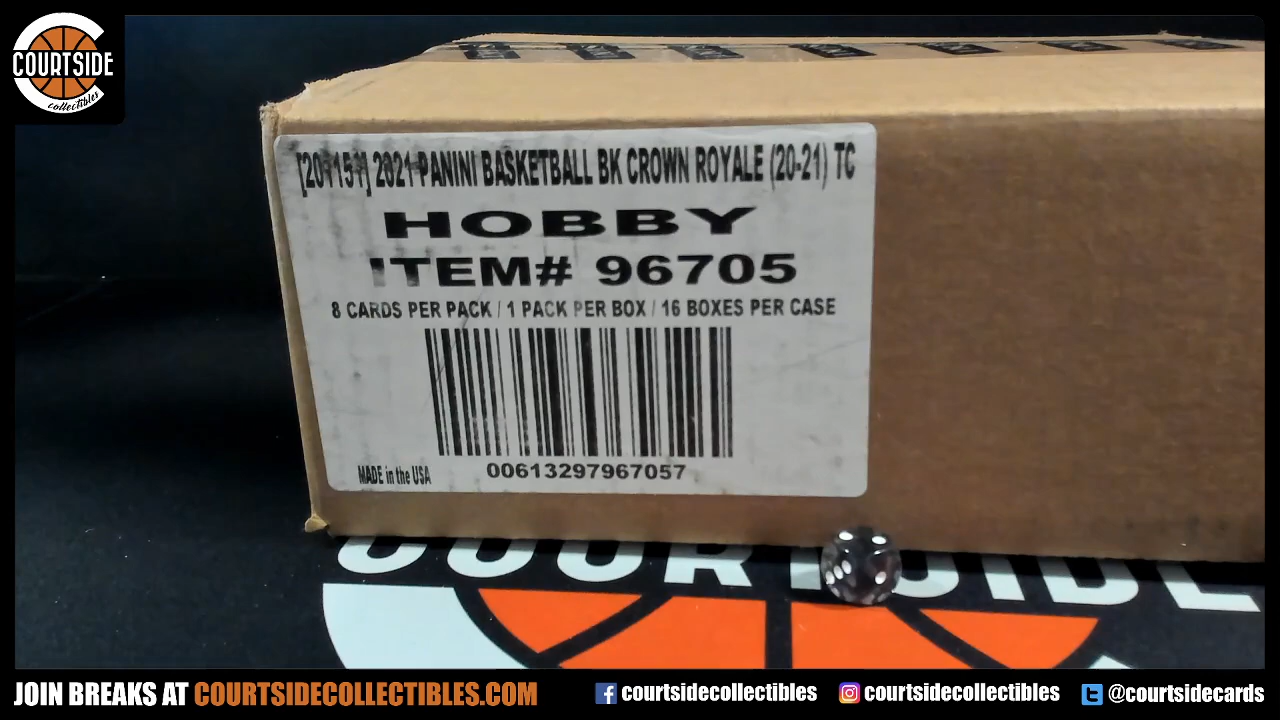 COURTSIDE
collectibles
[201151] 2021 PANINI BASKETBALL BK CROWN ROYALE (20-21) TC
HOBBY
ITEM# 96705
8 CARDS PER PACK / 1 PACK PER BOX / 16 BOXES PER CASE
MADE in the USA
00613297967057
COURTSIDE
JOIN BREAKS AT COURTSIDECOLLECTIBLES.COM
courtsidecollectibles
courtsidecollectibles
@courtsidecards